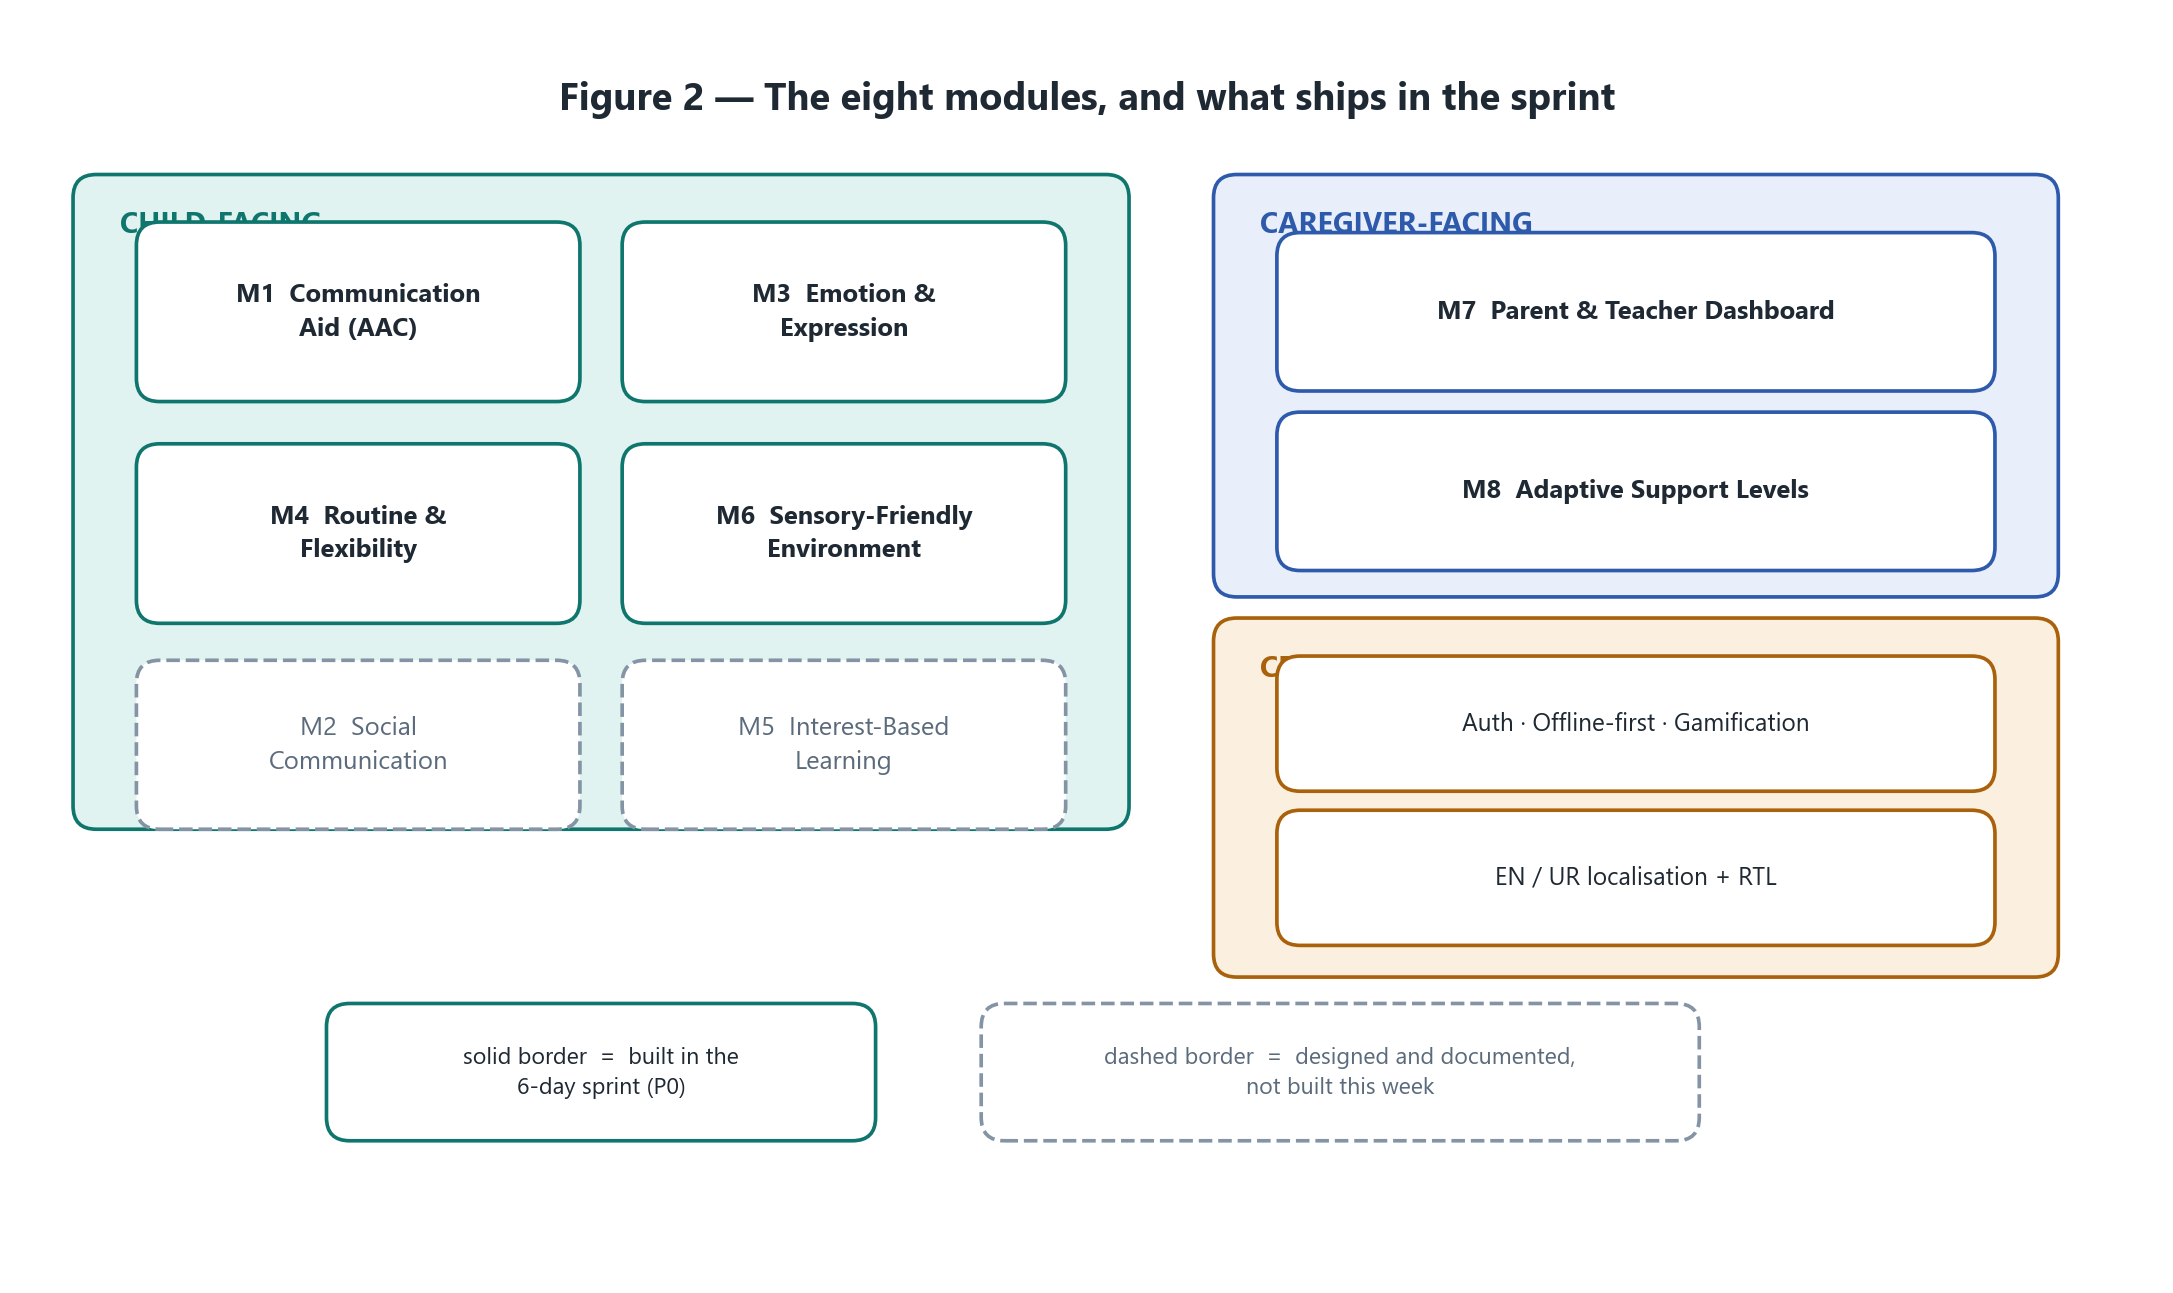 Figure 2 — The eight modules, and what ships in the sprint
CHILD-FACING
M1 Communication
Aid (AAC)
M3 Emotion &
Expression
M4 Routine &
Flexibility
M6 Sensory-Friendly
Environment
M2 Social
Communication
M5 Interest-Based
Learning
CAREGIVER-FACING
M7 Parent & Teacher Dashboard
M8 Adaptive Support Levels
Auth · Offline-first · Gamification
EN / UR localisation + RTL
solid border = built in the
6-day sprint (P0)
dashed border = designed and documented,
not built this week